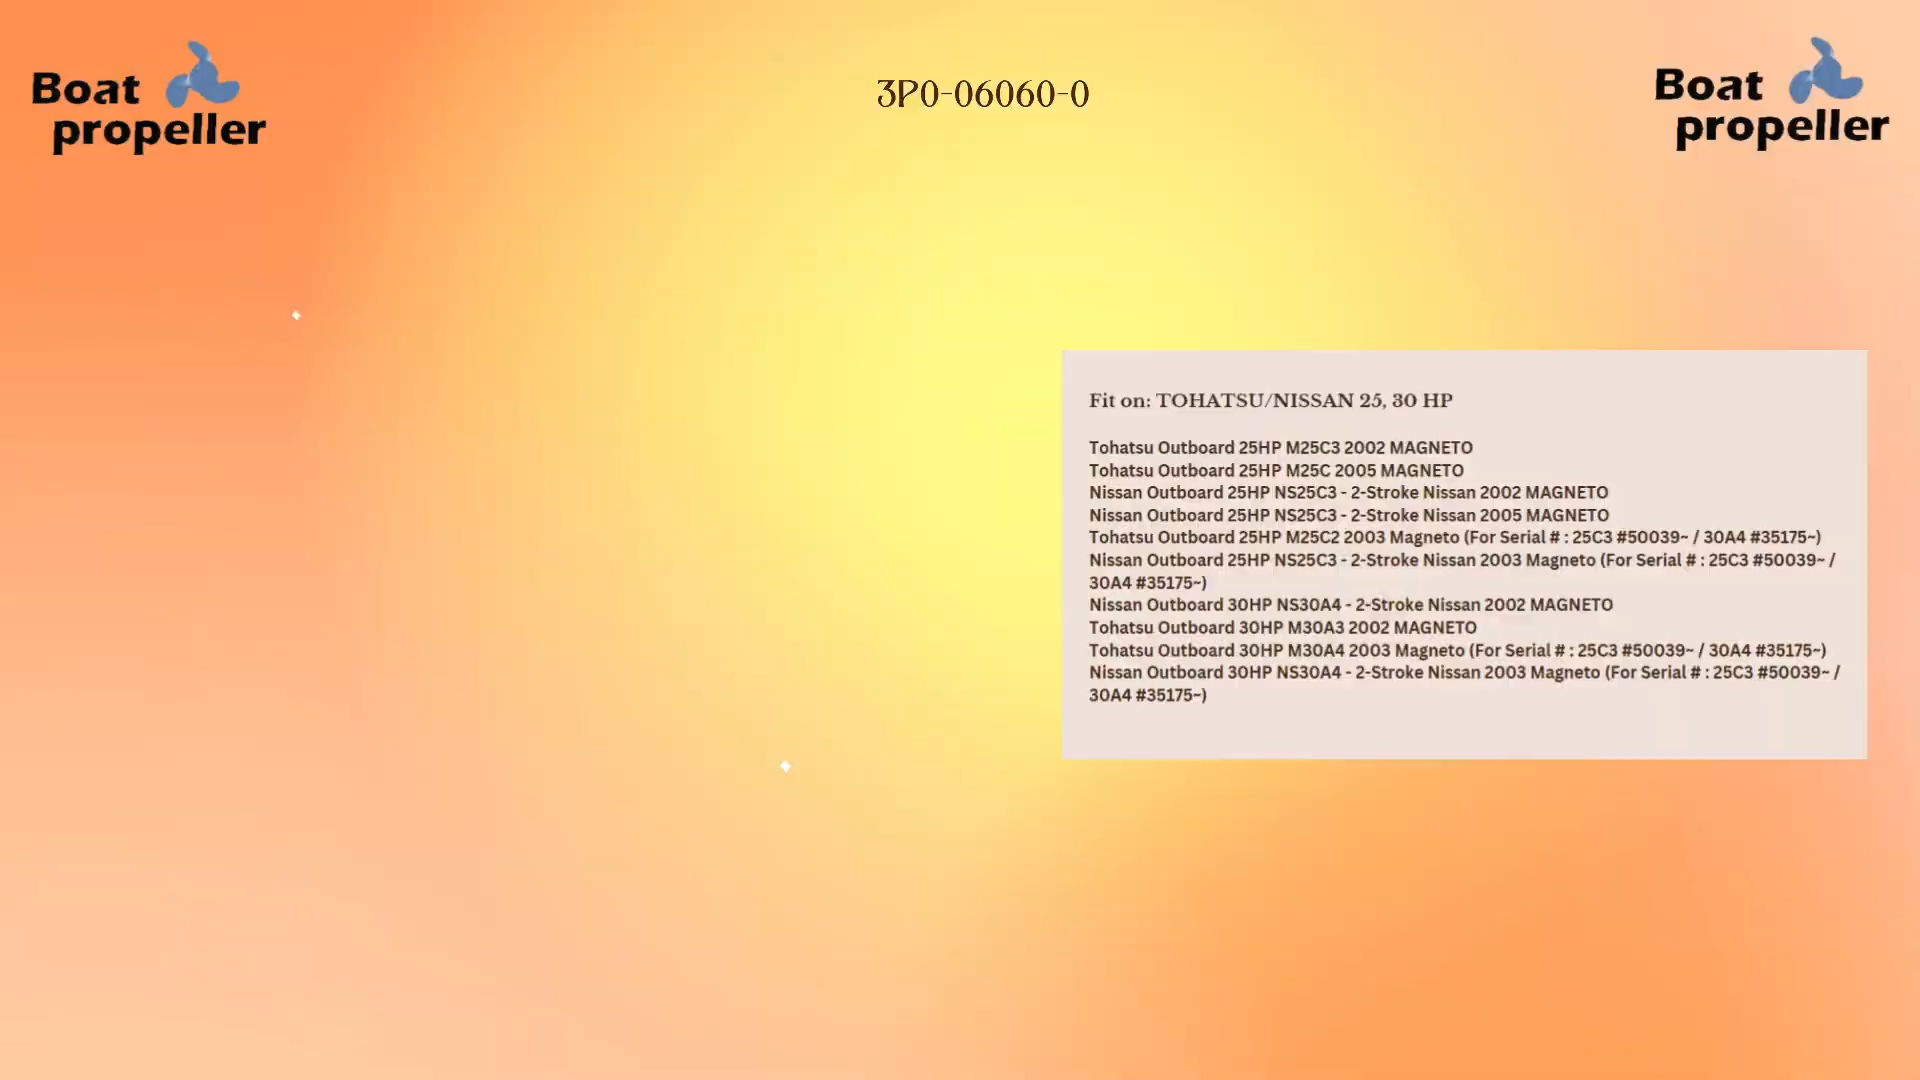 Boat
propeller
3P0-06060-0
Boat
propeller
Fit on: TOHATSU/NISSAN 25, 30 HP
Tohatsu Outboard 25HP M25C3 2002 MAGNETO
Tohatsu Outboard 25HP M25C 2005 MAGNETO
Nissan Outboard 25HP NS25C3 - 2-Stroke Nissan 2002 MAGNETO
Nissan Outboard 25HP NS25C3 - 2-Stroke Nissan 2005 MAGNETO
Tohatsu Outboard 25HP M25C2 2003 Magneto (For Serial # : 25C3 #50039~ / 30A4 #35175~)
Nissan Outboard 25HP NS25C3 - 2-Stroke Nissan 2003 Magneto (For Serial # : 25C3 #50039~ /
30A4 #35175~)
Nissan Outboard 30HP NS30A4 - 2-Stroke Nissan 2002 MAGNETO
Tohatsu Outboard 30HP M30A3 2002 MAGNETO
Tohatsu Outboard 30HP M30A4 2003 Magneto (For Serial # : 25C3 #50039~ / 30A4 #35175~)
Nissan Outboard 30HP NS30A4 - 2-Stroke Nissan 2003 Magneto (For Serial # : 25C3 #50039~ /
30A4 #35175~)